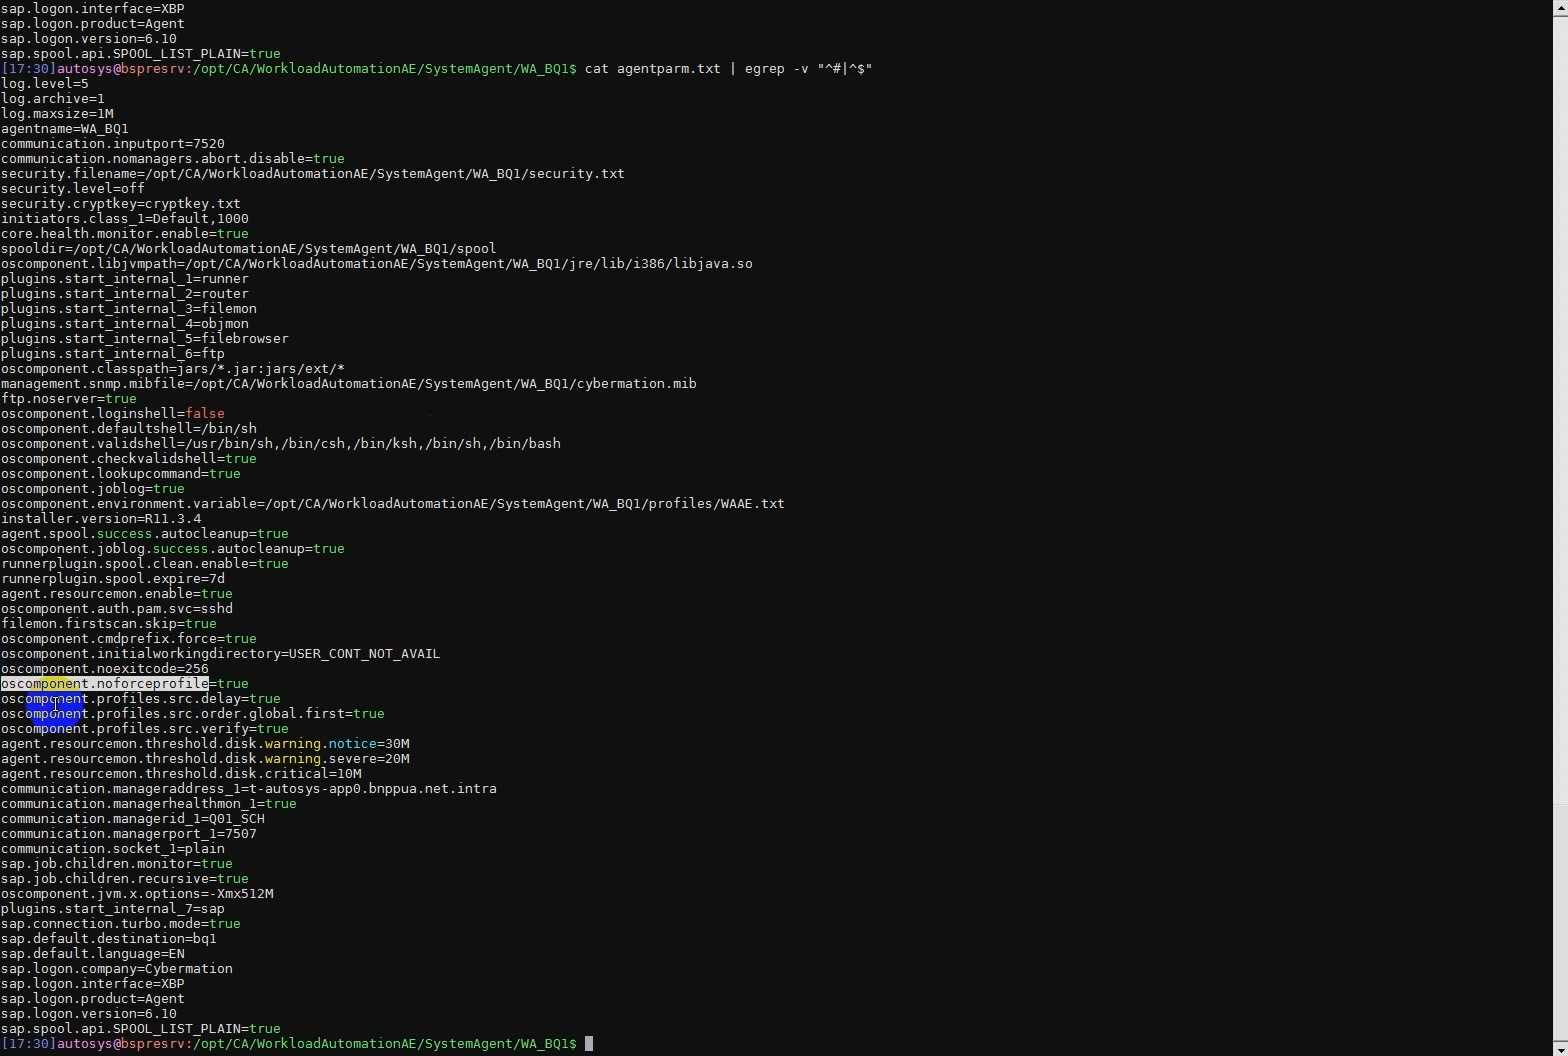 sap.logon.interface=XBP
sap.logon.product=Agent
sap.logon.version=6.10
sap.spool.api.SPOOL_LIST_PLAIN=true
[17:30]autosys@bspresrv:/opt/CA/WorkloadAutomationAE/SystemAgent/WA_BQ1$ cat agentparm.txt | egrep -v "^#|^$"
log.level=5
log.archive=1
log.maxsize=1M
agentname=WA_BQ1
communication.inputport=7520
communication.nomanagers.abort.disable=true
security.filename=/opt/CA/WorkloadAutomationAE/SystemAgent/WA_BQ1/security.txt
security.level=off
security.cryptkey=cryptkey.txt
initiators.class_1=Default,1000
core.health.monitor.enable=true
spooldir=/opt/CA/WorkloadAutomationAE/SystemAgent/WA_BQ1/spool
oscomponent.libjvmpath=/opt/CA/WorkloadAutomationAE/SystemAgent/WA_BQ1/jre/lib/i386/libjava.so
plugins.start_internal_1=runner
plugins.start_internal_2=router
plugins.start_internal_3=filemon
plugins.start_internal_4=objmon
plugins.start_internal_5=filebrowser
plugins.start_internal_6=ftp
oscomponent.classpath=jars/*.jar:jars/ext/*
management.snmp.mibfile=/opt/CA/WorkloadAutomationAE/SystemAgent/WA_BQ1/cybermation.mib
ftp.noserver=true
oscomponent.loginshell=false
oscomponent.defaultshell=/bin/sh
oscomponent.validshell=/usr/bin/sh,/bin/csh,/bin/ksh,/bin/sh,/bin/bash
oscomponent.checkvalidshell=true
oscomponent.lookupcommand=true
oscomponent.joblog=true
oscomponent.environment.variable=/opt/CA/WorkloadAutomationAE/SystemAgent/WA_BQ1/profiles/WAAE.txt
installer.version=R11.3.4
agent.spool.success.autocleanup=true
oscomponent.joblog.success.autocleanup=true
runnerplugin.spool.clean.enable=true
runnerplugin.spool.expire=7d
agent.resourcemon.enable=true
oscomponent.auth.pam.svc=sshd
filemon.firstscan.skip=true
oscomponent.cmdprefix.force=true
oscomponent.initialworkingdirectory=USER_CONT_NOT_AVAIL
oscomponent.noexitcode=256
oscomponent.noforceprofile=true
oscomponent.profiles.src.delay=true
oscomponent.profiles.src.order.global.first=true
oscomponent.profiles.src.verify=true
agent.resourcemon.threshold.disk.warning.notice=30M
agent.resourcemon.threshold.disk.warning.severe=20M
agent.resourcemon.threshold.disk.critical=10M
communication.manageraddress_1=t-autosys-app0.bnppua.net.intra
communication.managerhealthmon_1=true
communication.managerid_1=Q01_SCH
communication.managerport_1=7507
communication.socket_1=plain
sap.job.children.monitor=true
sap.job.children.recursive=true
oscomponent.jvm.x.options=-Xmx512M
plugins.start_internal_7=sap
sap.connection.turbo.mode=true
sap.default.destination=bq1
sap.default.language=EN
sap.logon.company=Cybermation
sap.logon.interface=XBP
sap.logon.product=Agent
sap.logon.version=6.10
sap.spool.api.SPOOL_LIST_PLAIN=true
[17:30]autosys@bspresrv:/opt/CA/WorkloadAutomationAE/SystemAgent/WA_BQ1$